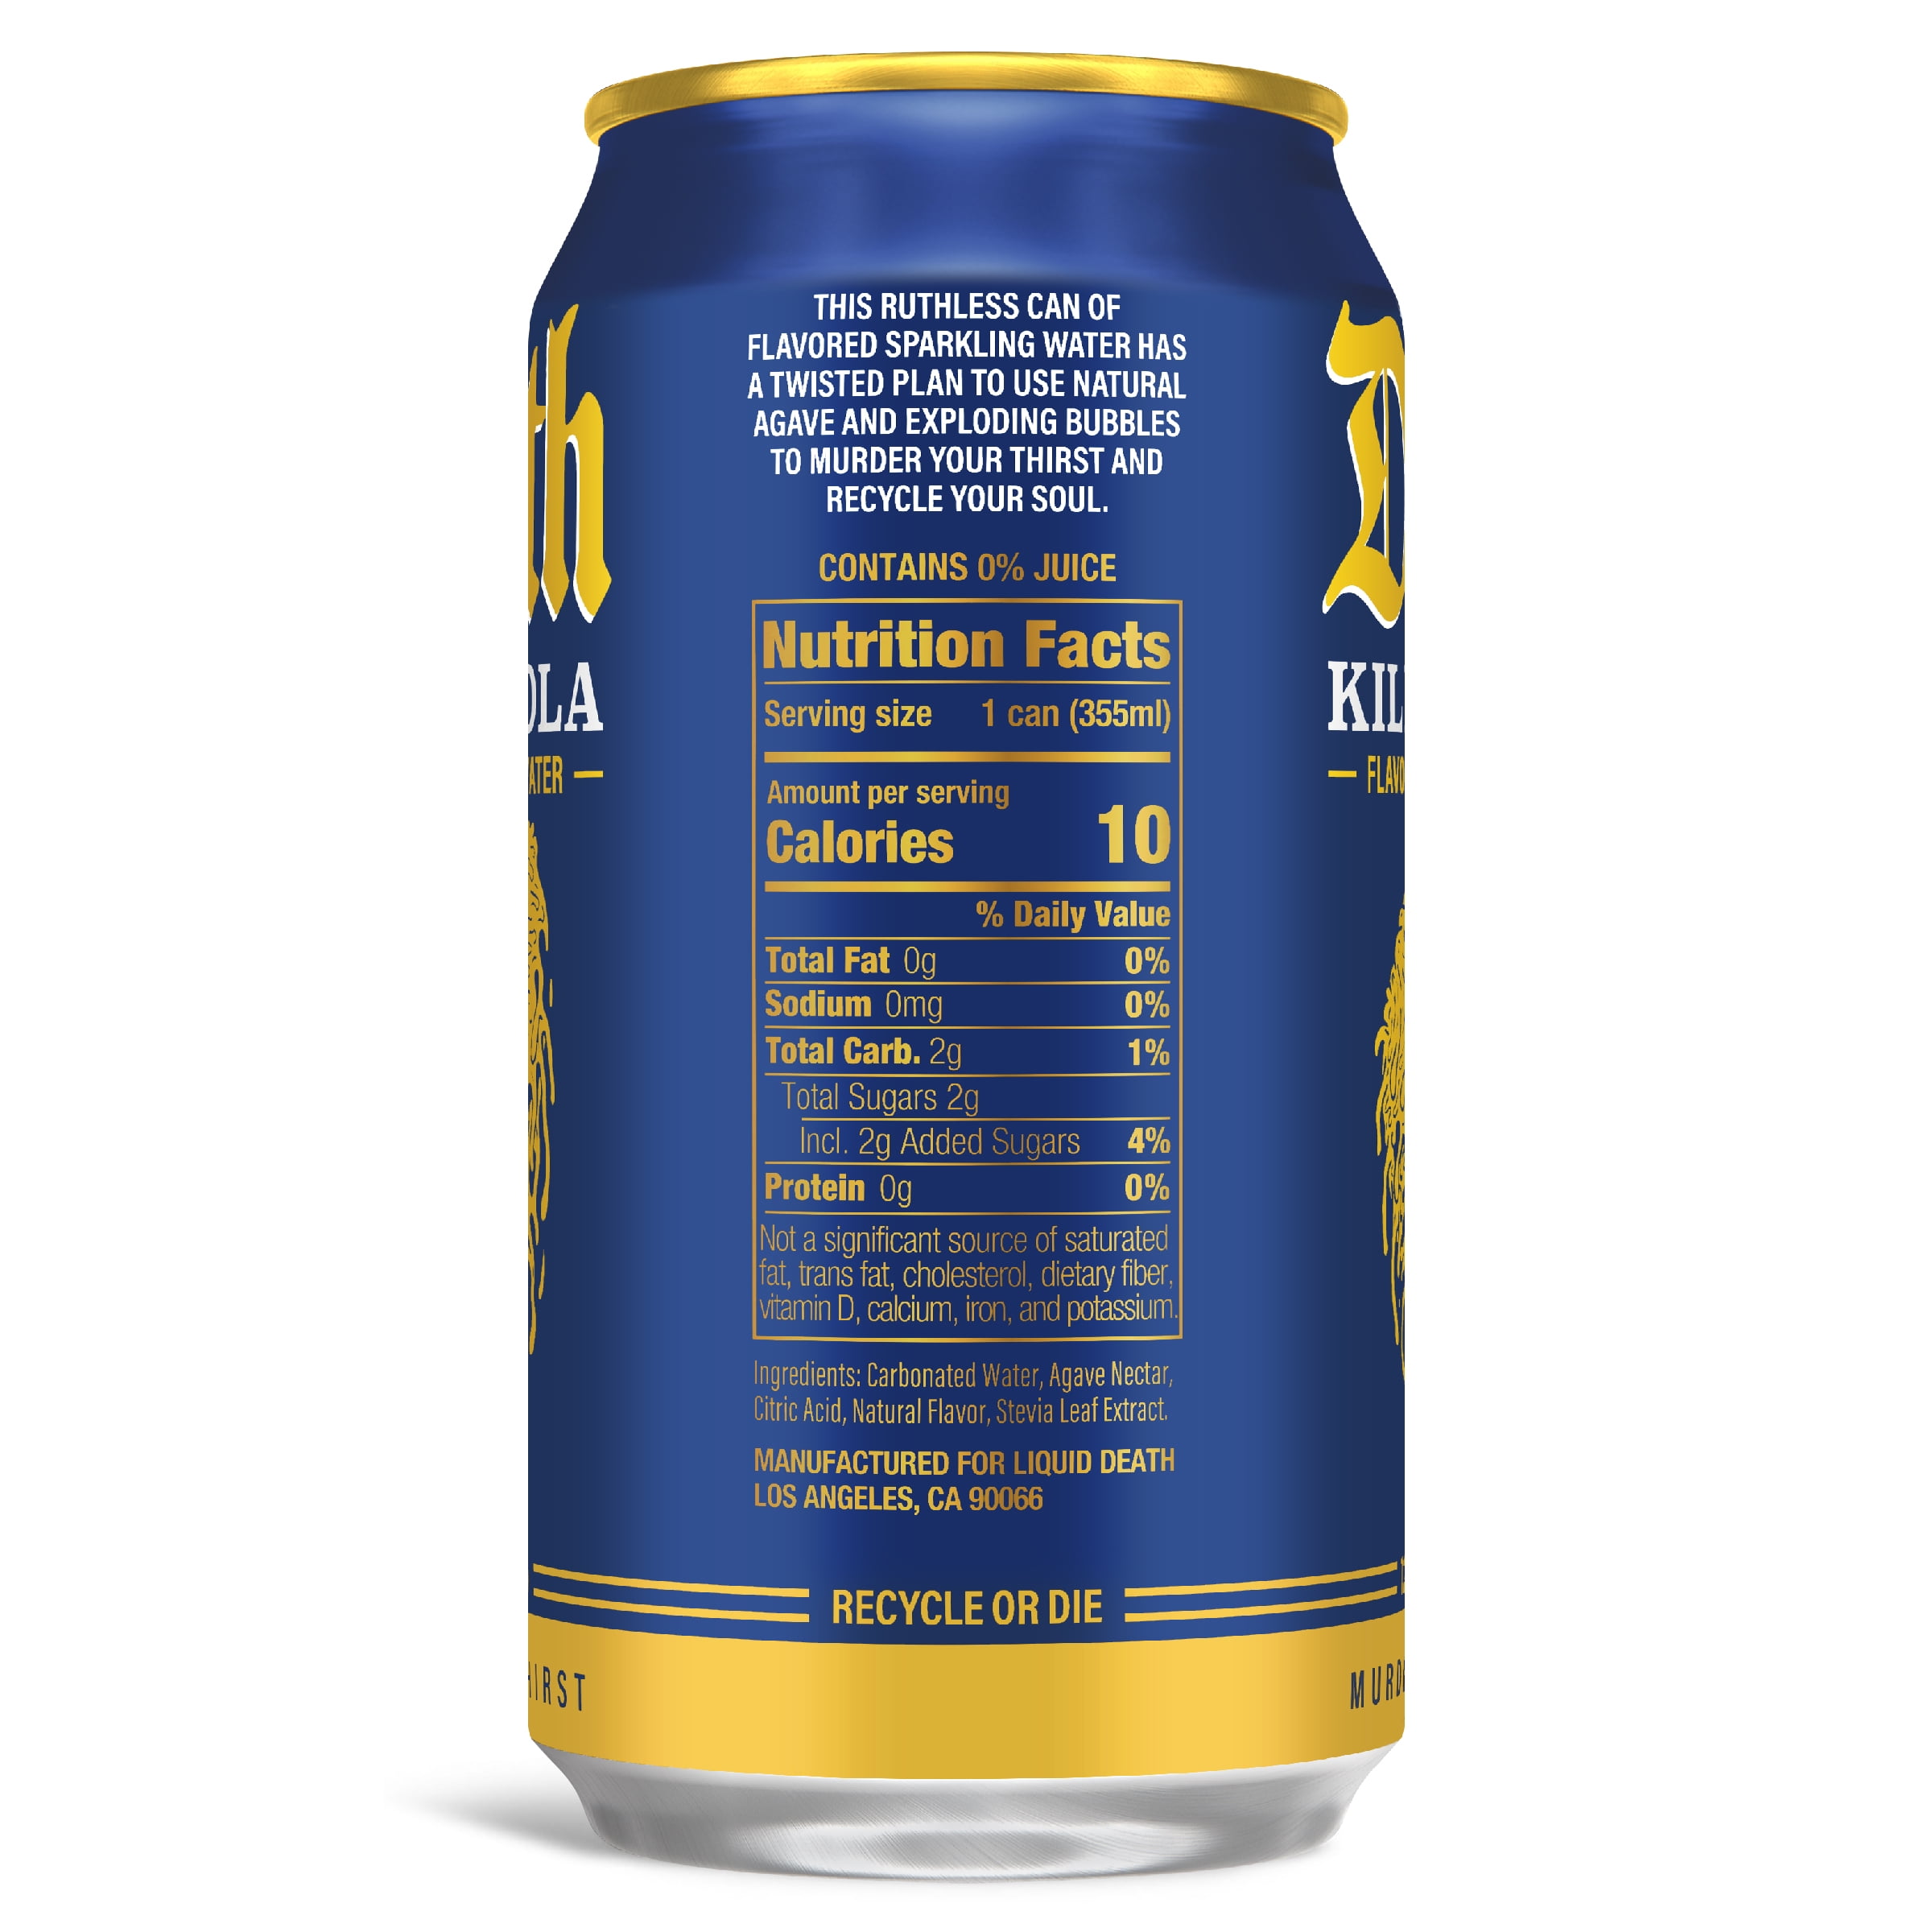 THIS RUTHLESS CAN OF
FLAVORED SPARKLING WATER HAS
A TWISTED PLAN TO USE NATURAL
AGAVE AND EXPLODING BUBBLES
TO MURDER YOUR THIRST AND
RECYCLE YOUR SOUL.
CONTAINS 0% JUICE
Nutrition Facts
Serving size 1 can (355ml)
Amount per serving
Calories 10
% Daily Value
Total Fat 0g 0%
Sodium 0mg 0%
Total Carb. 2g 1%
Total Sugars 2g
Incl. 2g Added Sugars 4%
Protein 0g 0%
Not a significant source of saturated
fat, trans fat, cholesterol, dietary fiber,
vitamin D, calcium, iron, and potassium.
Ingredients: Carbonated Water, Agave Nectar,
Citric Acid, Natural Flavor, Stevia Leaf Extract.
MANUFACTURED FOR LIQUID DEATH
LOS ANGELES, CA 90066
RECYCLE OR DIE